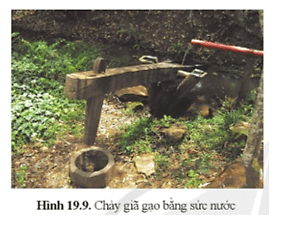 Hình 19.9. Chày giã gạo bằng sức nước